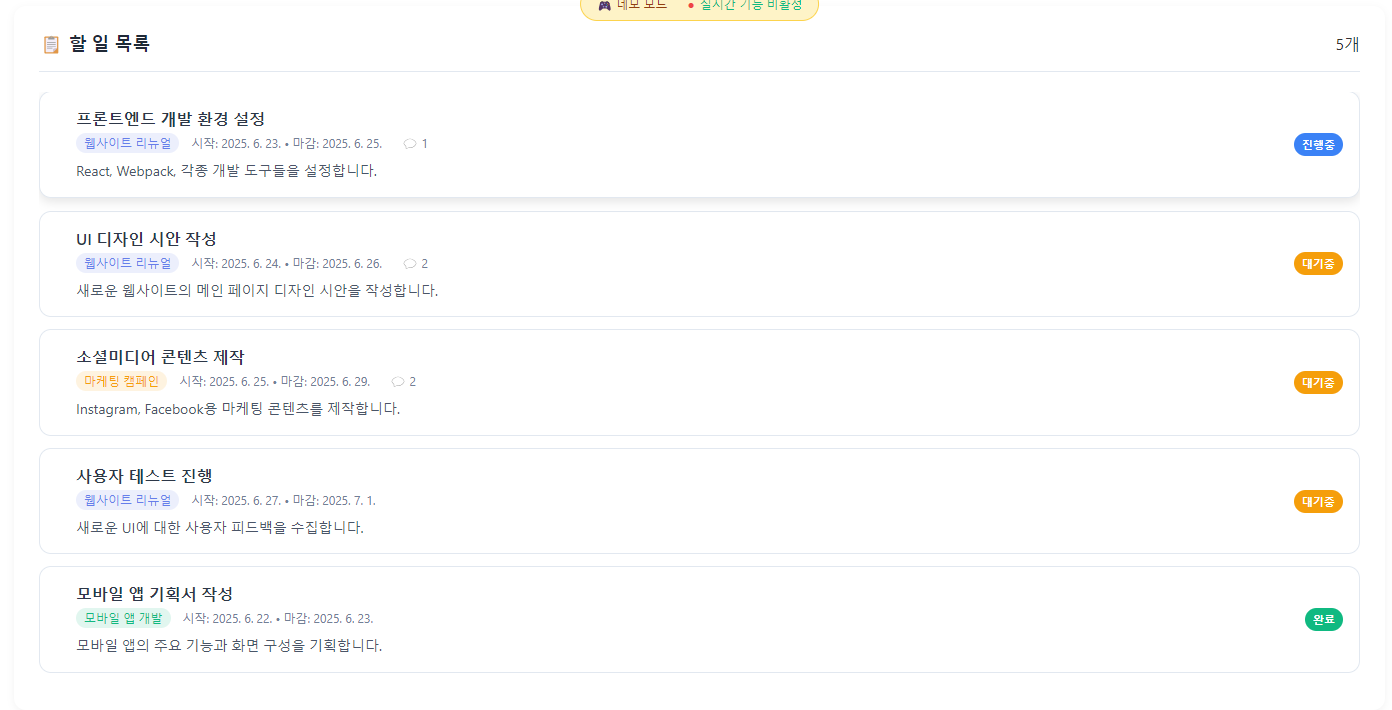 데모 모드 ● 실시간 기능 비활성
할 일 목록
5개
프론트엔드 개발 환경 설정
웹사이트 리뉴얼 시작: 2025. 6. 23. • 마감: 2025. 6. 25. 1
진행중
React, Webpack, 각종 개발 도구들을 설정합니다.
UI 디자인 시안 작성
웹사이트 리뉴얼 시작: 2025. 6. 24. • 마감: 2025. 6. 26. 2
대기중
새로운 웹사이트의 메인 페이지 디자인 시안을 작성합니다.
소셜미디어 콘텐츠 제작
마케팅 캠페인 시작: 2025. 6. 25. • 마감: 2025. 6. 29. 2
대기중
Instagram, Facebook용 마케팅 콘텐츠를 제작합니다.
사용자 테스트 진행
웹사이트 리뉴얼 시작: 2025. 6. 27. • 마감: 2025. 7. 1.
대기중
새로운 UI에 대한 사용자 피드백을 수집합니다.
모바일 앱 기획서 작성
모바일 앱 개발 시작: 2025. 6. 22. • 마감: 2025. 6. 23.
완료
모바일 앱의 주요 기능과 화면 구성을 기획합니다.